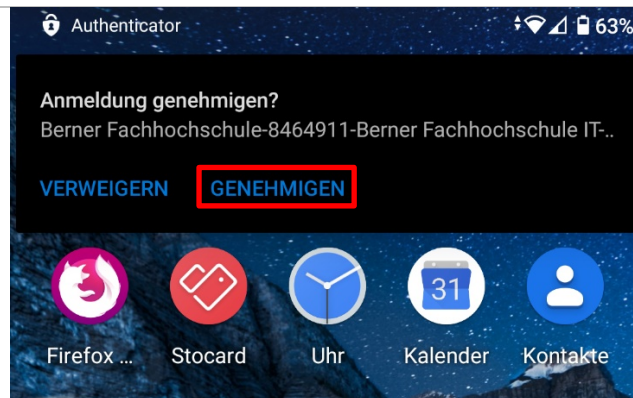 Authenticator 63%
Anmeldung genehmigen?
Berner Fachhochschule-8464911-Berner Fachhochschule IT-..
VERWEIGERN GENEHMIGEN
31
Firefox ... Stocard Uhr Kalender Kontakte